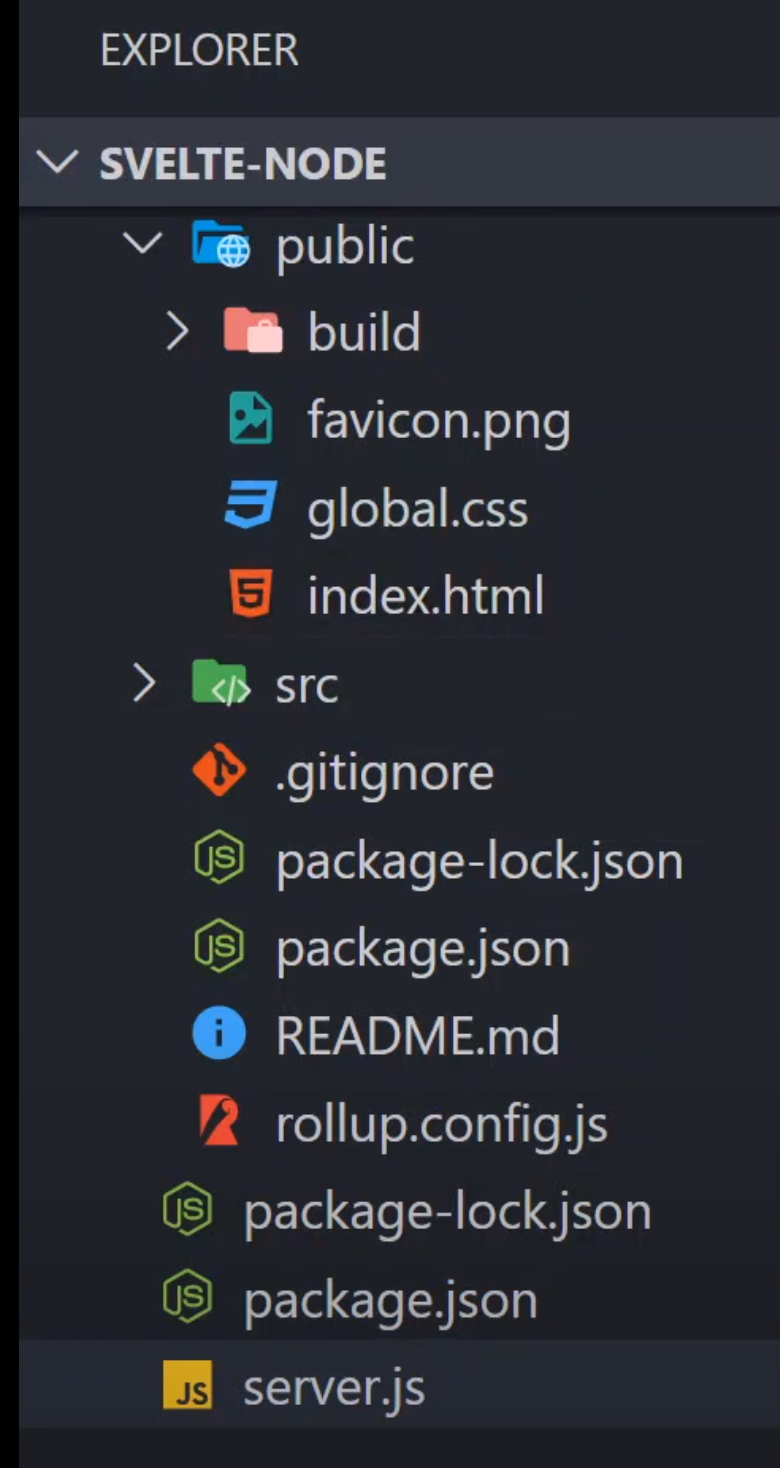 EXPLORER
SVELTE-NODE
public
build
favicon.png
global.css
index.html
src
.gitignore
package-lock.json
package.json
README.md
rollup.config.js
package-lock.json
package.json
JS server.js